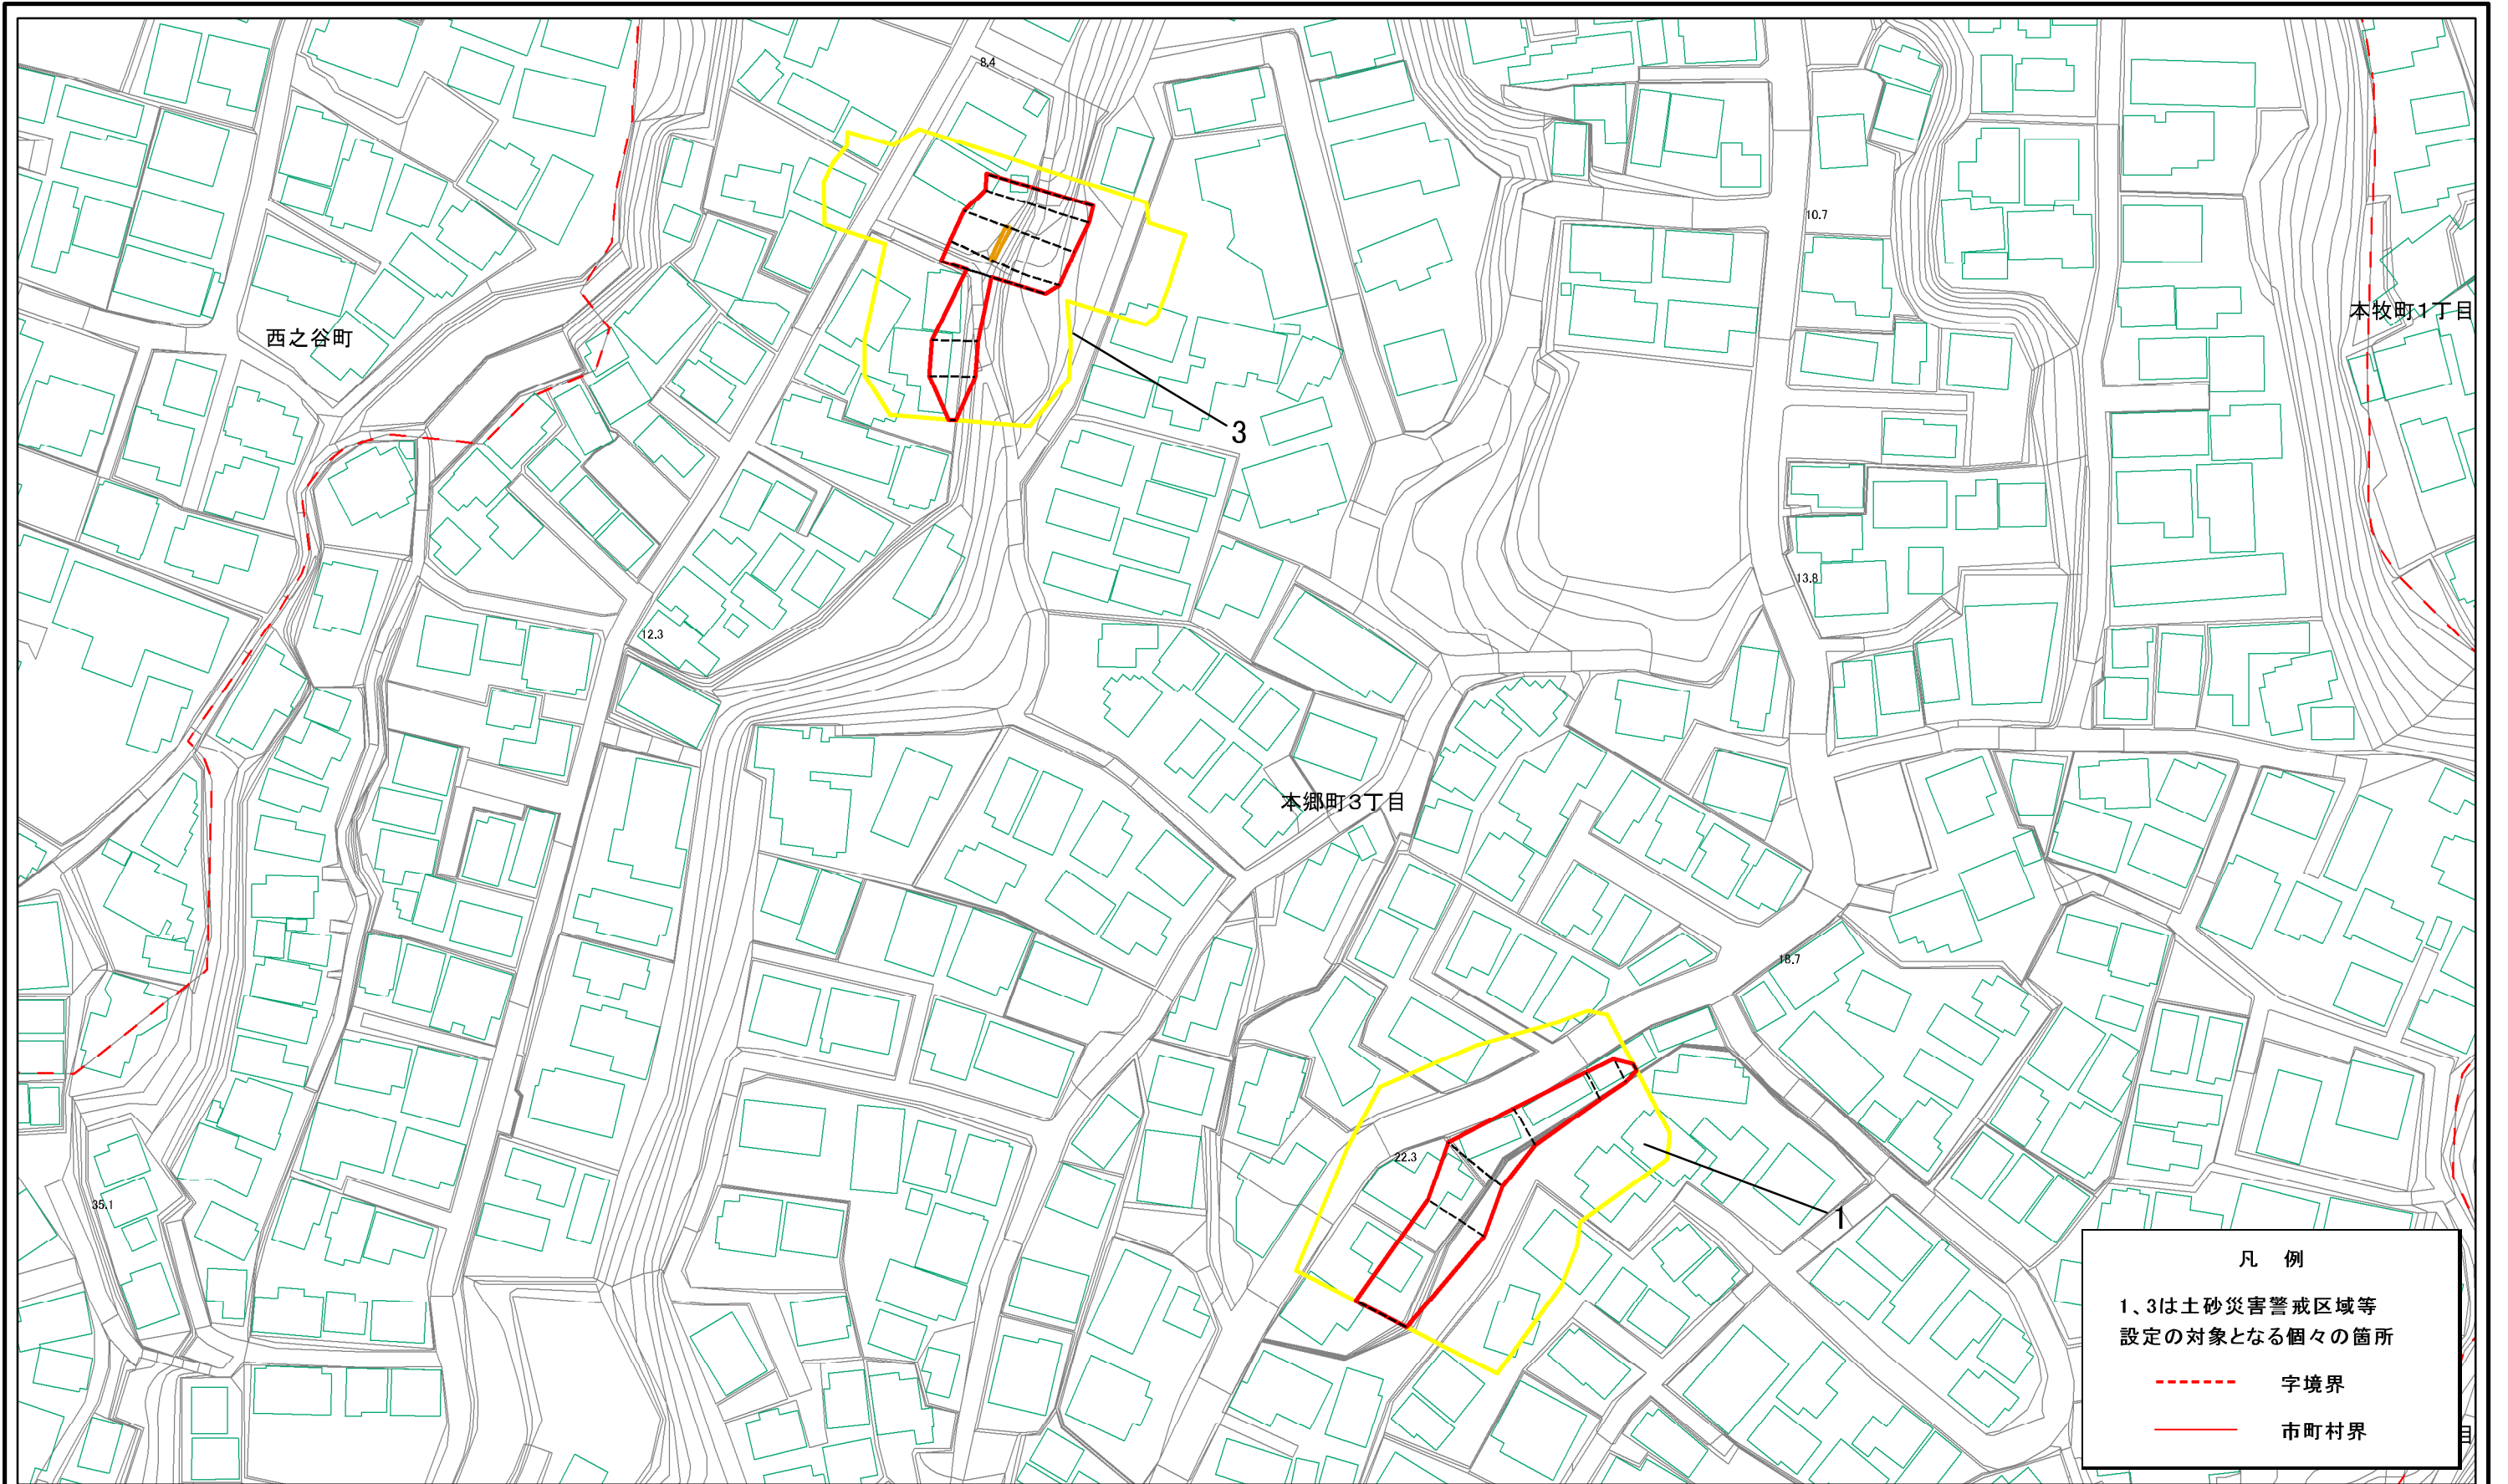 8.4
10.7
本牧町1丁目
西之谷町
3
13.8
12.3
本郷町3丁目
18.7
22.3
35.1
1
凡 例
1、3は土砂災害警戒区域等
設定の対象となる個々の箇所
字境界
市町村界
目